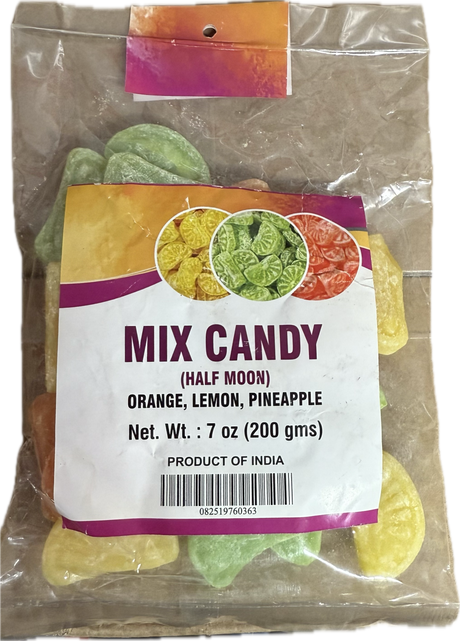 MIX CANDY
(HALF MOON)
ORANGE, LEMON, PINEAPPLE
Net. Wt. : 7 oz (200 gms)
PRODUCT OF INDIA
082519760363